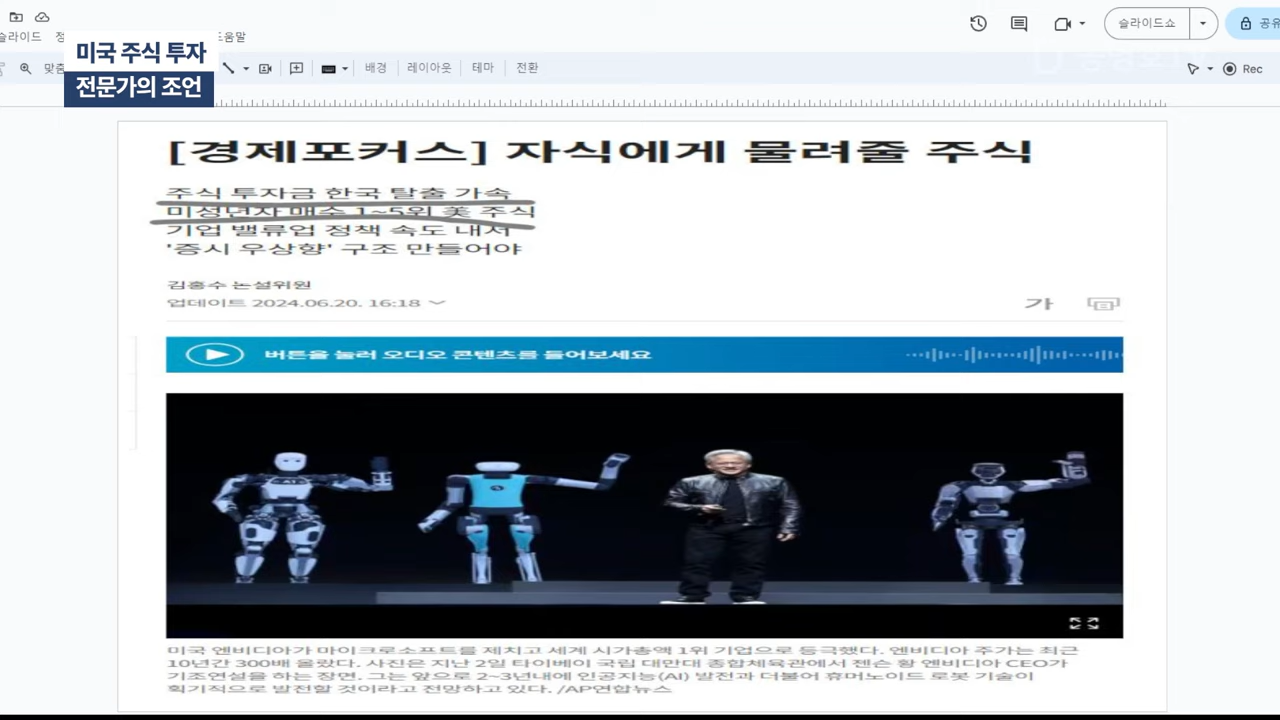 슬라이드
도움말
미국 주식 투자
전문가의 조언
슬라이드쇼
공유
맞춤
배경
레이아웃
테마
전환
Rec
[경제포커스] 자식에게 물려줄 주식
주식 투자금 한국 탈출 가속
미성년자 매수 1~5위 美 주식
기업 밸류업 정책 속도 내서
'증시 우상향' 구조 만들어야
김홍수 논설위원
업데이트 2024.06.20. 16:18
가
버튼을 눌러 오디오 콘텐츠를 들어보세요
미국 엔비디아가 마이크로소프트를 제치고 세계 시가총액 1위 기업으로 등극했다. 엔비디아 주가는 최근
10년간 300배 올랐다. 사진은 지난 2일 타이베이 국립 대만대 종합체육관에서 젠슨 황 엔비디아 CEO가
기조연설을 하는 장면. 그는 앞으로 2~3년내에 인공지능(AI) 발전과 더불어 휴머노이드 로봇 기술이
획기적으로 발전할 것이라고 전망하고 있다. /AP연합뉴스